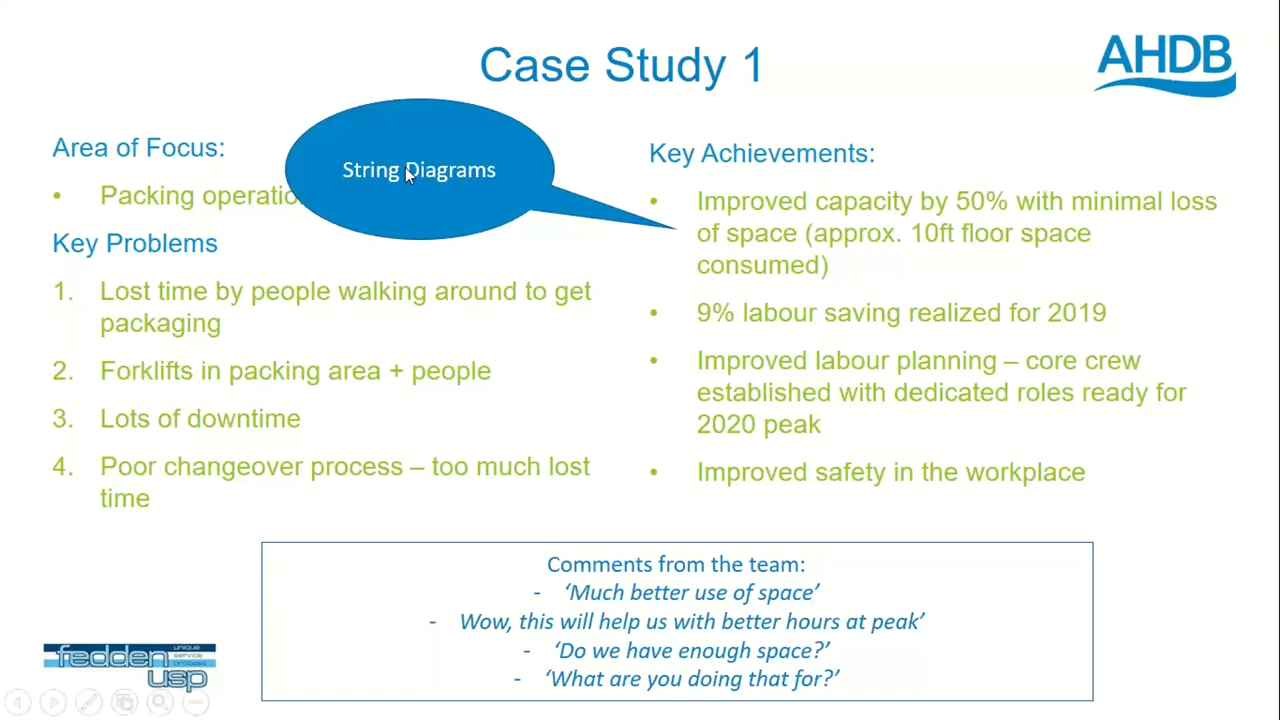 Case Study 1
AHDB
Area of Focus:
• Packing operatio
String Diagrams
Key Problems
1. Lost time by people walking around to get
packaging
2. Forklifts in packing area + people
3. Lots of downtime
4. Poor changeover process – too much lost
time
Key Achievements:
• Improved capacity by 50% with minimal loss
of space (approx. 10ft floor space
consumed)
• 9% labour saving realized for 2019
• Improved labour planning – core crew
established with dedicated roles ready for
2020 peak
• Improved safety in the workplace
Comments from the team:
- ‘Much better use of space’
- Wow, this will help us with better hours at peak’
- ‘Do we have enough space?’
- ‘What are you doing that for?’
fedden
unique
service
process
usp